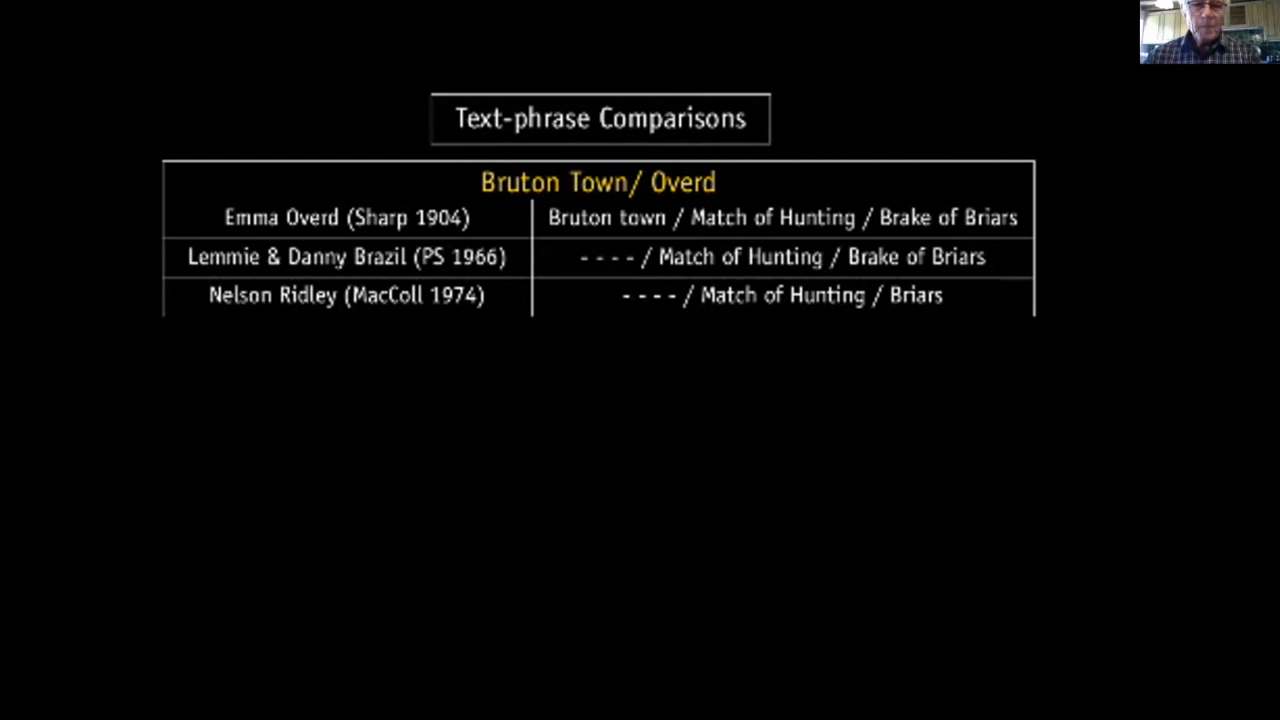 Text-phrase Comparisons
Bruton Town/ Overd
Emma Overd (Sharp 1904) Bruton town / Match of Hunting / Brake of Briars
Lemmie & Danny Brazil (PS 1966) - - - - / Match of Hunting / Brake of Briars
Nelson Ridley (MacColl 1974) - - - - / Match of Hunting / Briars